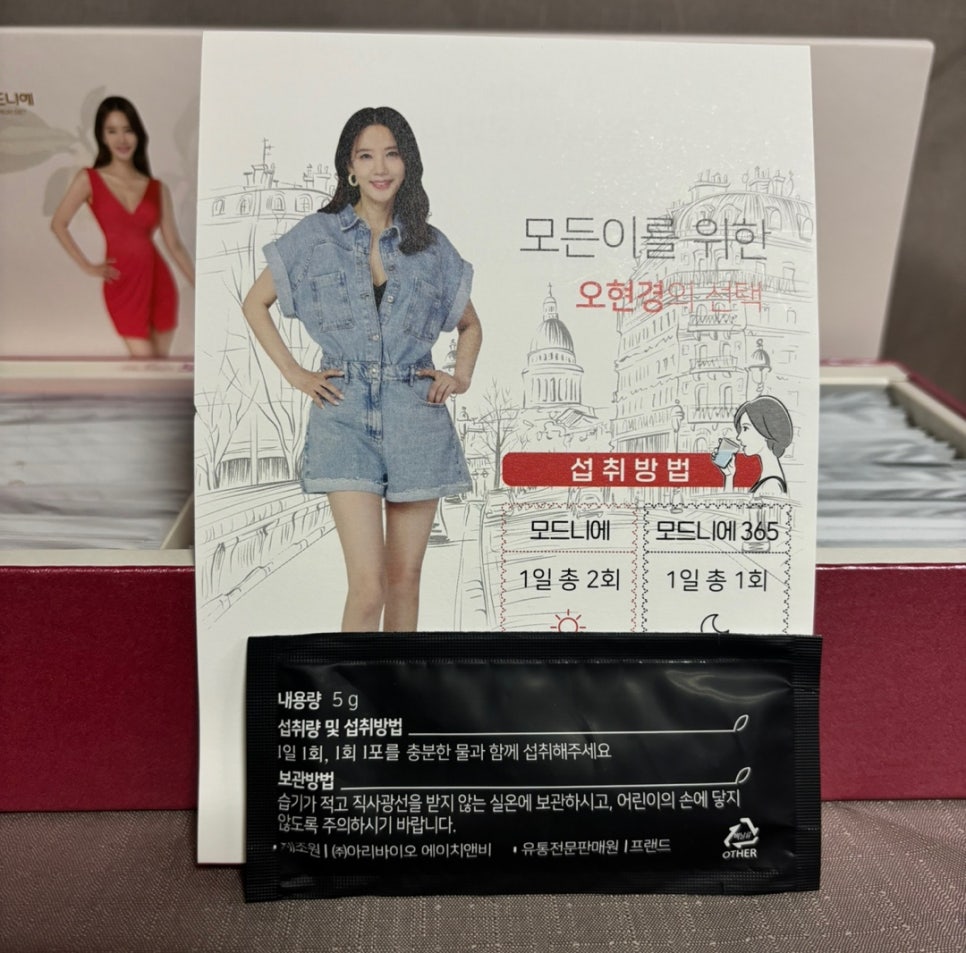 모든이를 위한
오현경의 선택
섭취방법
모드니에
모드니에 365
1일 총 2회
1일 총 1회
내용량 5 g
섭취량 및 섭취방법
1일 1회, 1회 1포를 충분한 물과 함께 섭취해주세요
보관방법
습기가 적고 직사광선을 받지 않는 실온에 보관하시고, 어린이의 손에 닿지
않도록 주의하시기 바랍니다.
• 제조원 | ㈜아리바이오 에이치앤비 • 유통전문판매원 | 프랜드
OTHER